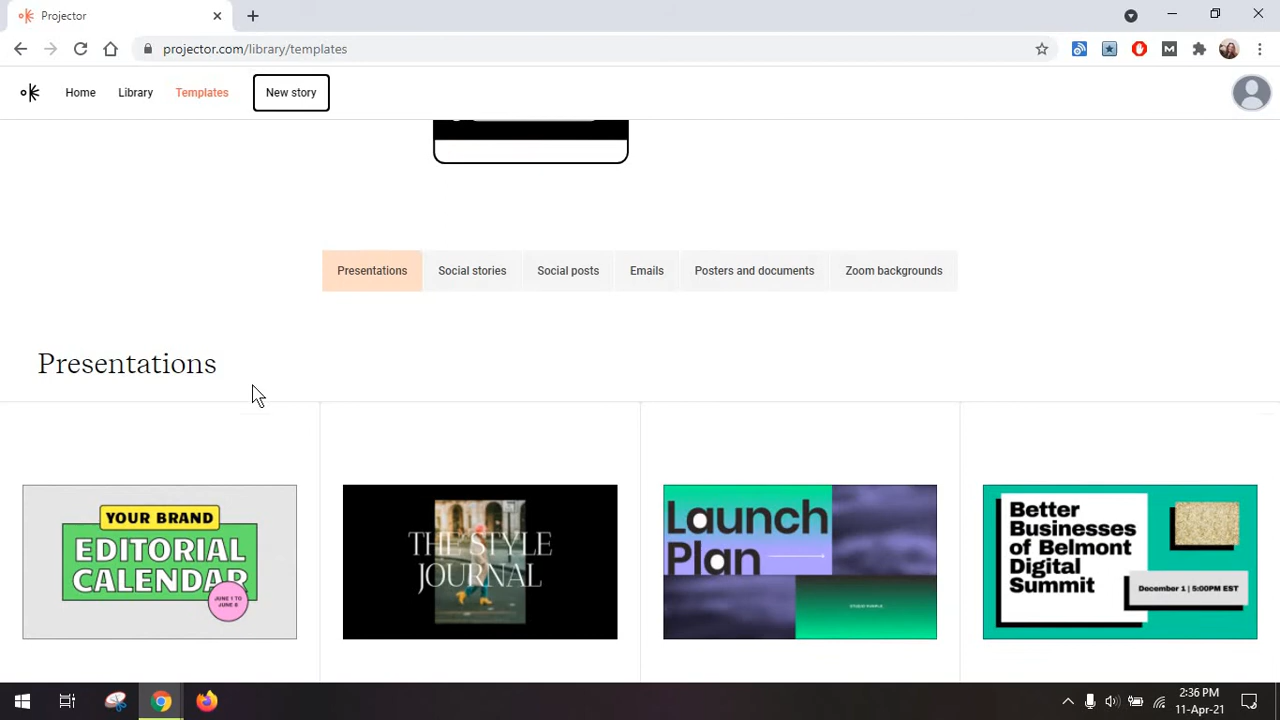 Projector
projector.com/library/templates
Home
Library
Templates
New story
Presentations
Social stories
Social posts
Emails
Posters and documents
Zoom backgrounds
Presentations
YOUR BRAND
EDITORIAL
CALENDAR
JUNE 1 TO
JUNE 8
THE STYLE
JOURNAL
Launch
Plan
STUDIO SAMPLE
Better
Businesses
of Belmont
Digital
Summit
December 1 | 5:00PM EST
2:36 PM
11-Apr-21